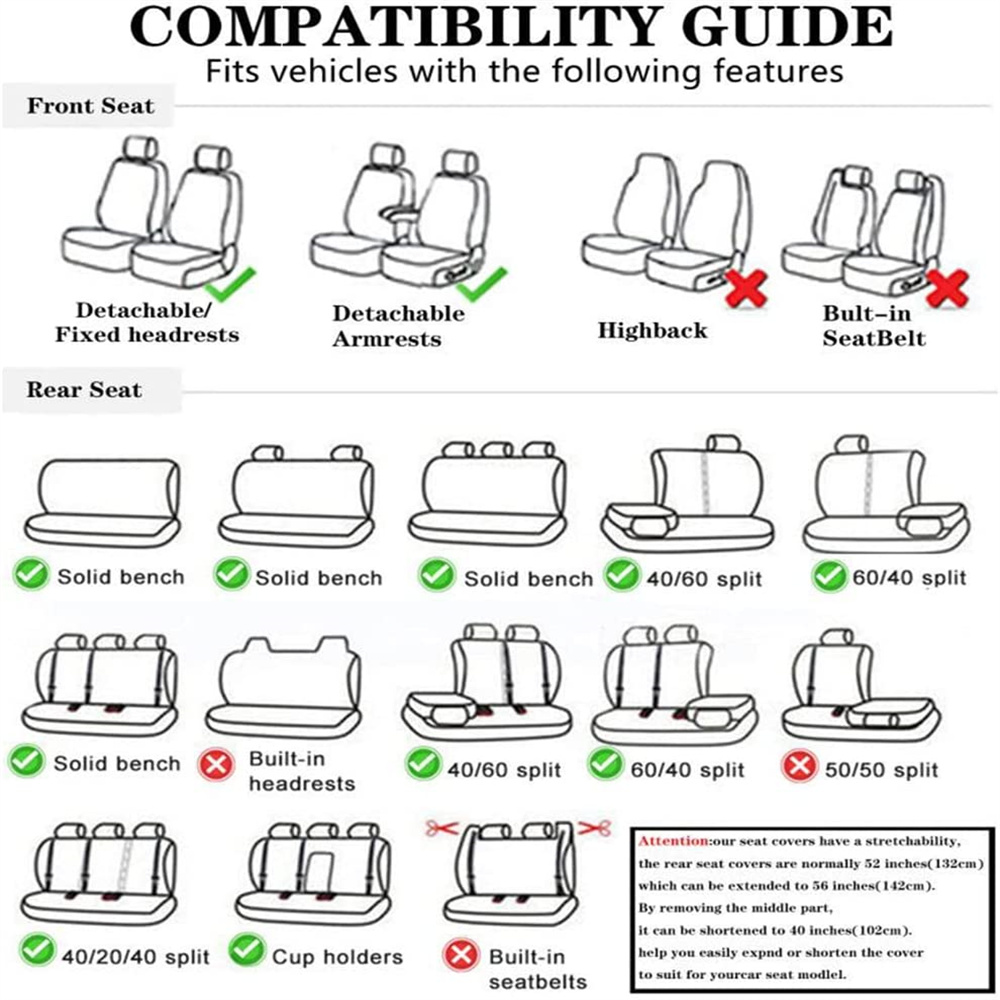 COMPATIBILITY GUIDE
Fits vehicles with the following features
Front Seat
Detachable/
Fixed headrests
Detachable
Armrests
Highback
Bult-in
SeatBelt
Rear Seat
Solid bench
Solid bench
Solid bench
40/60 split
60/40 split
Solid bench
Built-in
headrests
40/60 split
60/40 split
50/50 split
40/20/40 split
Cup holders
Built-in
seatbelts
Attention:our seat covers have a stretchability,
the rear seat covers are normally 52 inches(132cm)
which can be extended to 56 inches(142cm).
By removing the middle part,
it can be shortened to 40 inches(102cm).
help you easily expnd or shorten the cover
to suit for yourcar seat modlel.